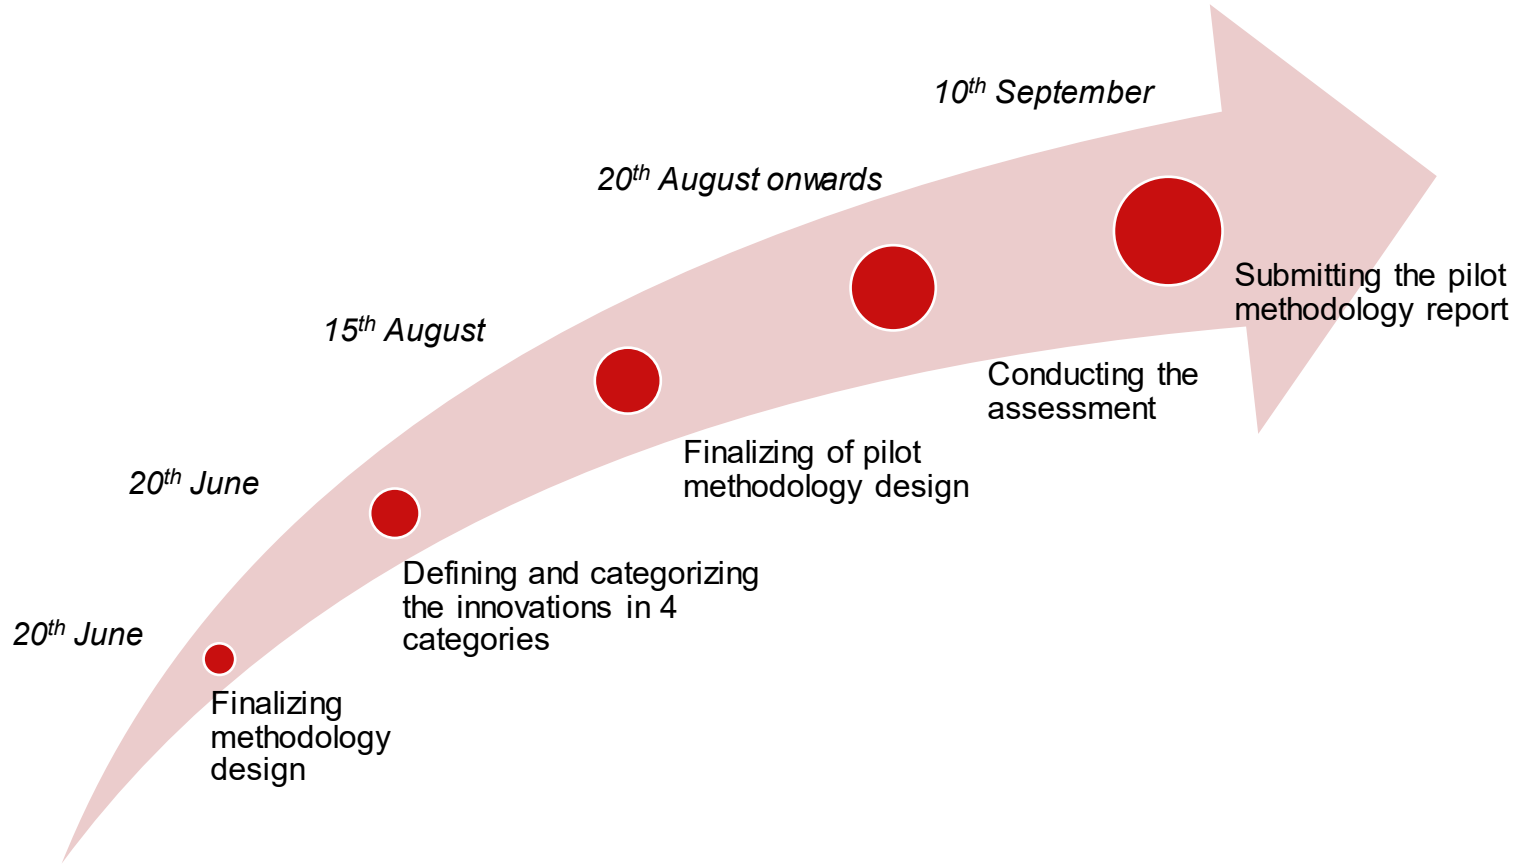 20th June
Finalizing
methodology
design
20th June
Defining and categorizing
the innovations in 4
categories
15th August
Finalizing of pilot
methodology design
20th August onwards
Conducting the
assessment
10th September
Submitting the pilot
methodology report